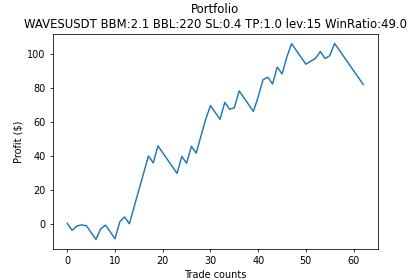 Portfolio
WAVESUSDT BBM:2.1 BBL:220 SL:0.4 TP:1.0 lev:15 WinRatio:49.0
100
80
60
40
20
0
Profit ($)
0 10 20 30 40 50 60
Trade counts